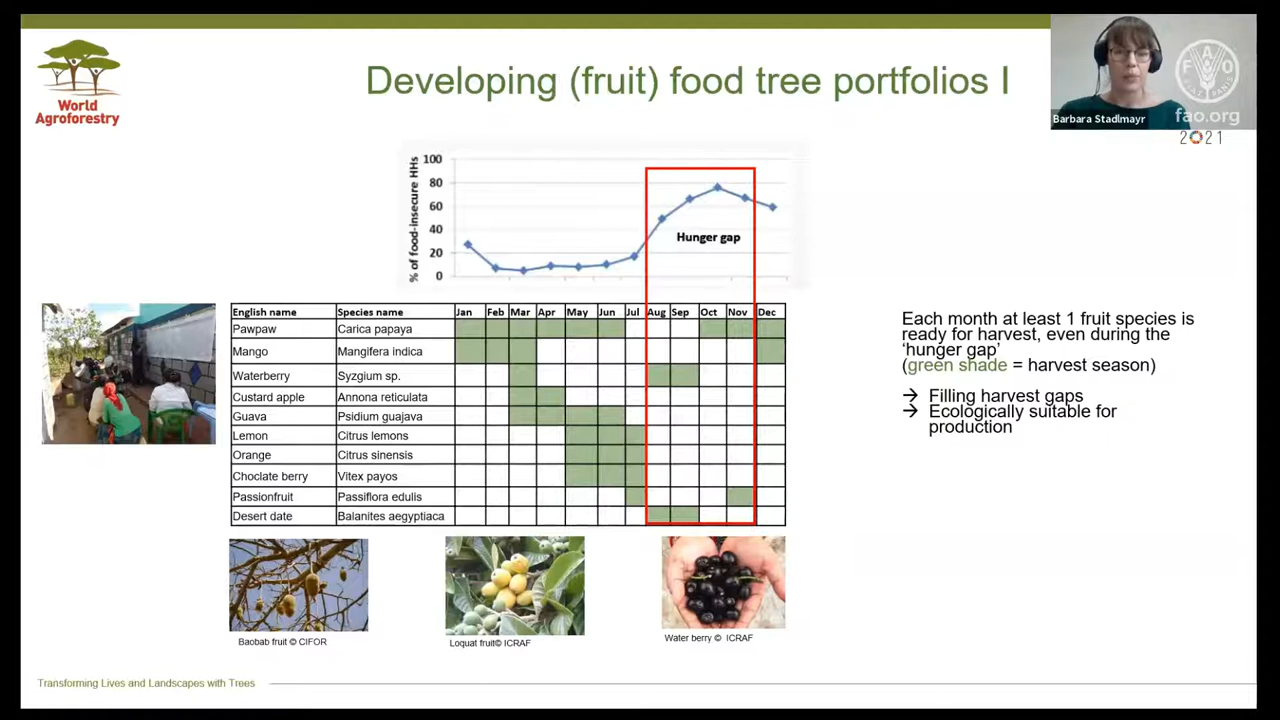 World
Agroforestry
Developing (fruit) food tree portfolios I
Barbara Stadlmayr
FAO
fao.org
2021
% of food-insecure HHs
100
80
60
40
20
0
Hunger gap
English name Species name Jan Feb Mar Apr May Jun Jul Aug Sep Oct Nov Dec
Pawpaw Carica papaya
Mango Mangifera indica
Waterberry Syzgium sp.
Custard apple Annona reticulata
Guava Psidium guajava
Lemon Citrus lemons
Orange Citrus sinensis
Choclate berry Vitex payos
Passionfruit Passiflora edulis
Desert date Balanites aegyptiaca
Each month at least 1 fruit species is
ready for harvest, even during the
‘hunger gap’
(green shade = harvest season)
→ Filling harvest gaps
→ Ecologically suitable for
production
Baobab fruit © CIFOR
Loquat fruit© ICRAF
Water berry © ICRAF
Transforming Lives and Landscapes with Trees